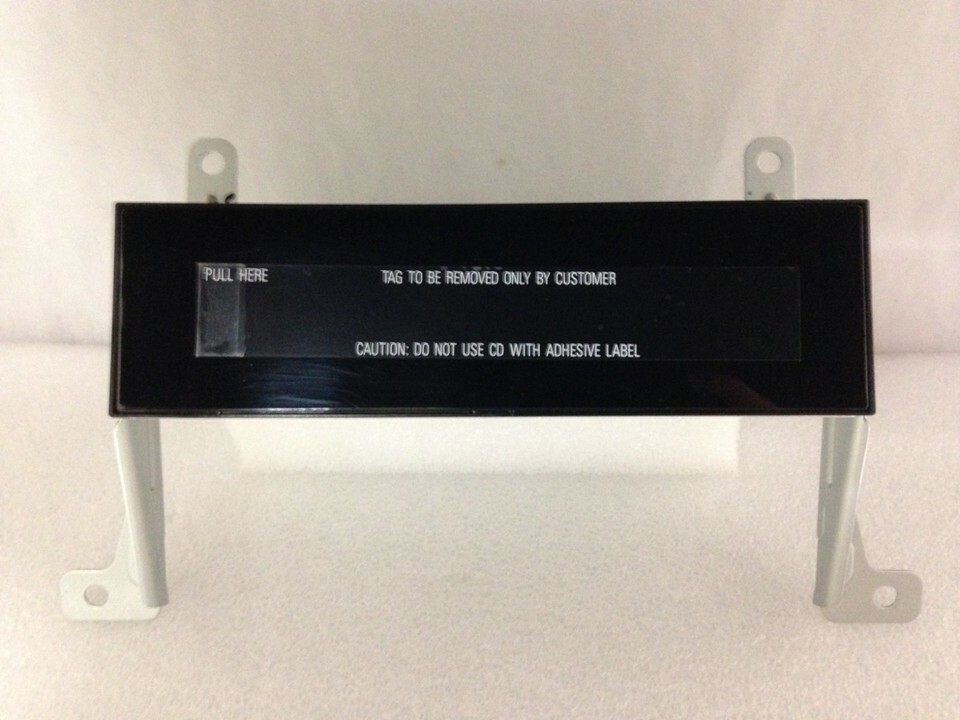 PULL HERE
TAG TO BE REMOVED ONLY BY CUSTOMER
CAUTION: DO NOT USE CD WITH ADHESIVE LABEL